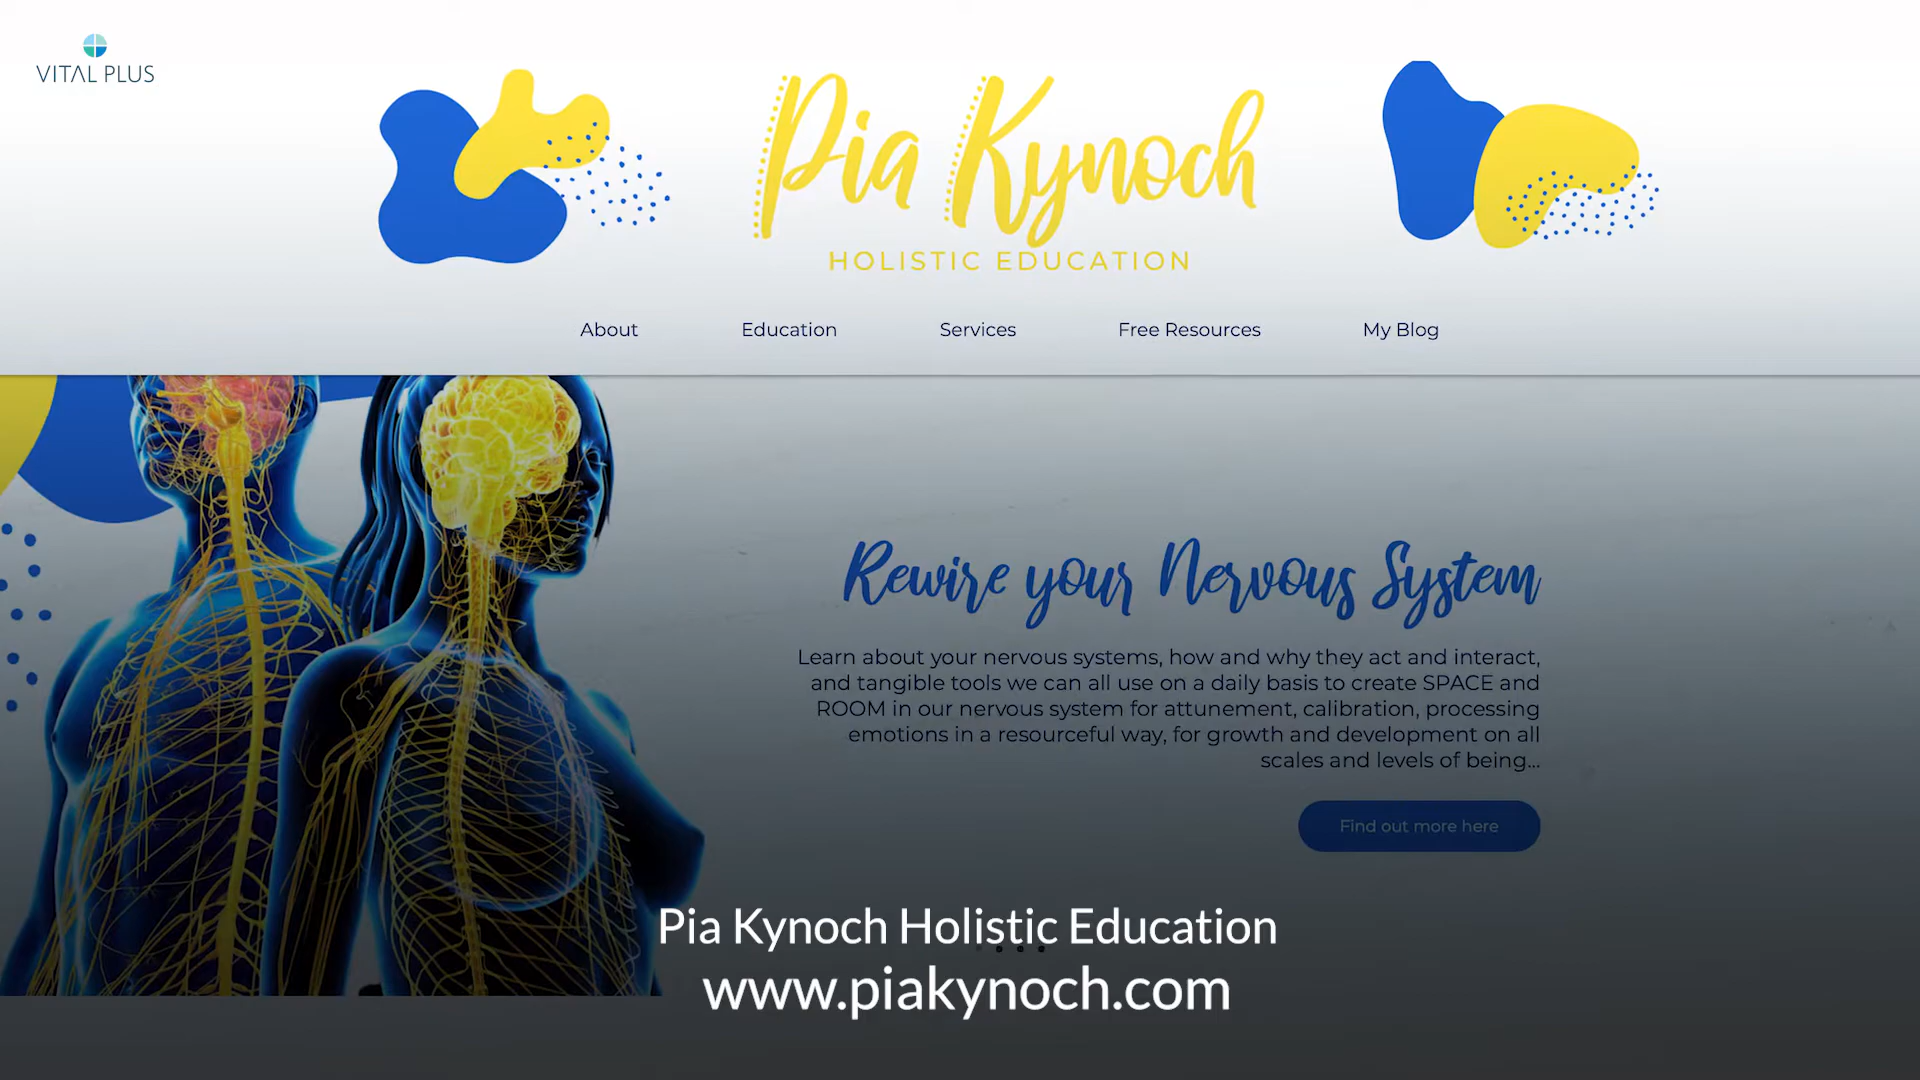 VITAL PLUS
Pia Kynoch
HOLISTIC EDUCATION
About Education Services Free Resources My Blog
Rewire your Nervous System
Learn about your nervous systems, how and why they act and interact,
and tangible tools we can all use on a daily basis to create SPACE and
ROOM in our nervous system for attunement, calibration, processing
emotions in a resourceful way, for growth and development on all
scales and levels of being...
Find out more here
Pia Kynoch Holistic Education
www.piakynoch.com